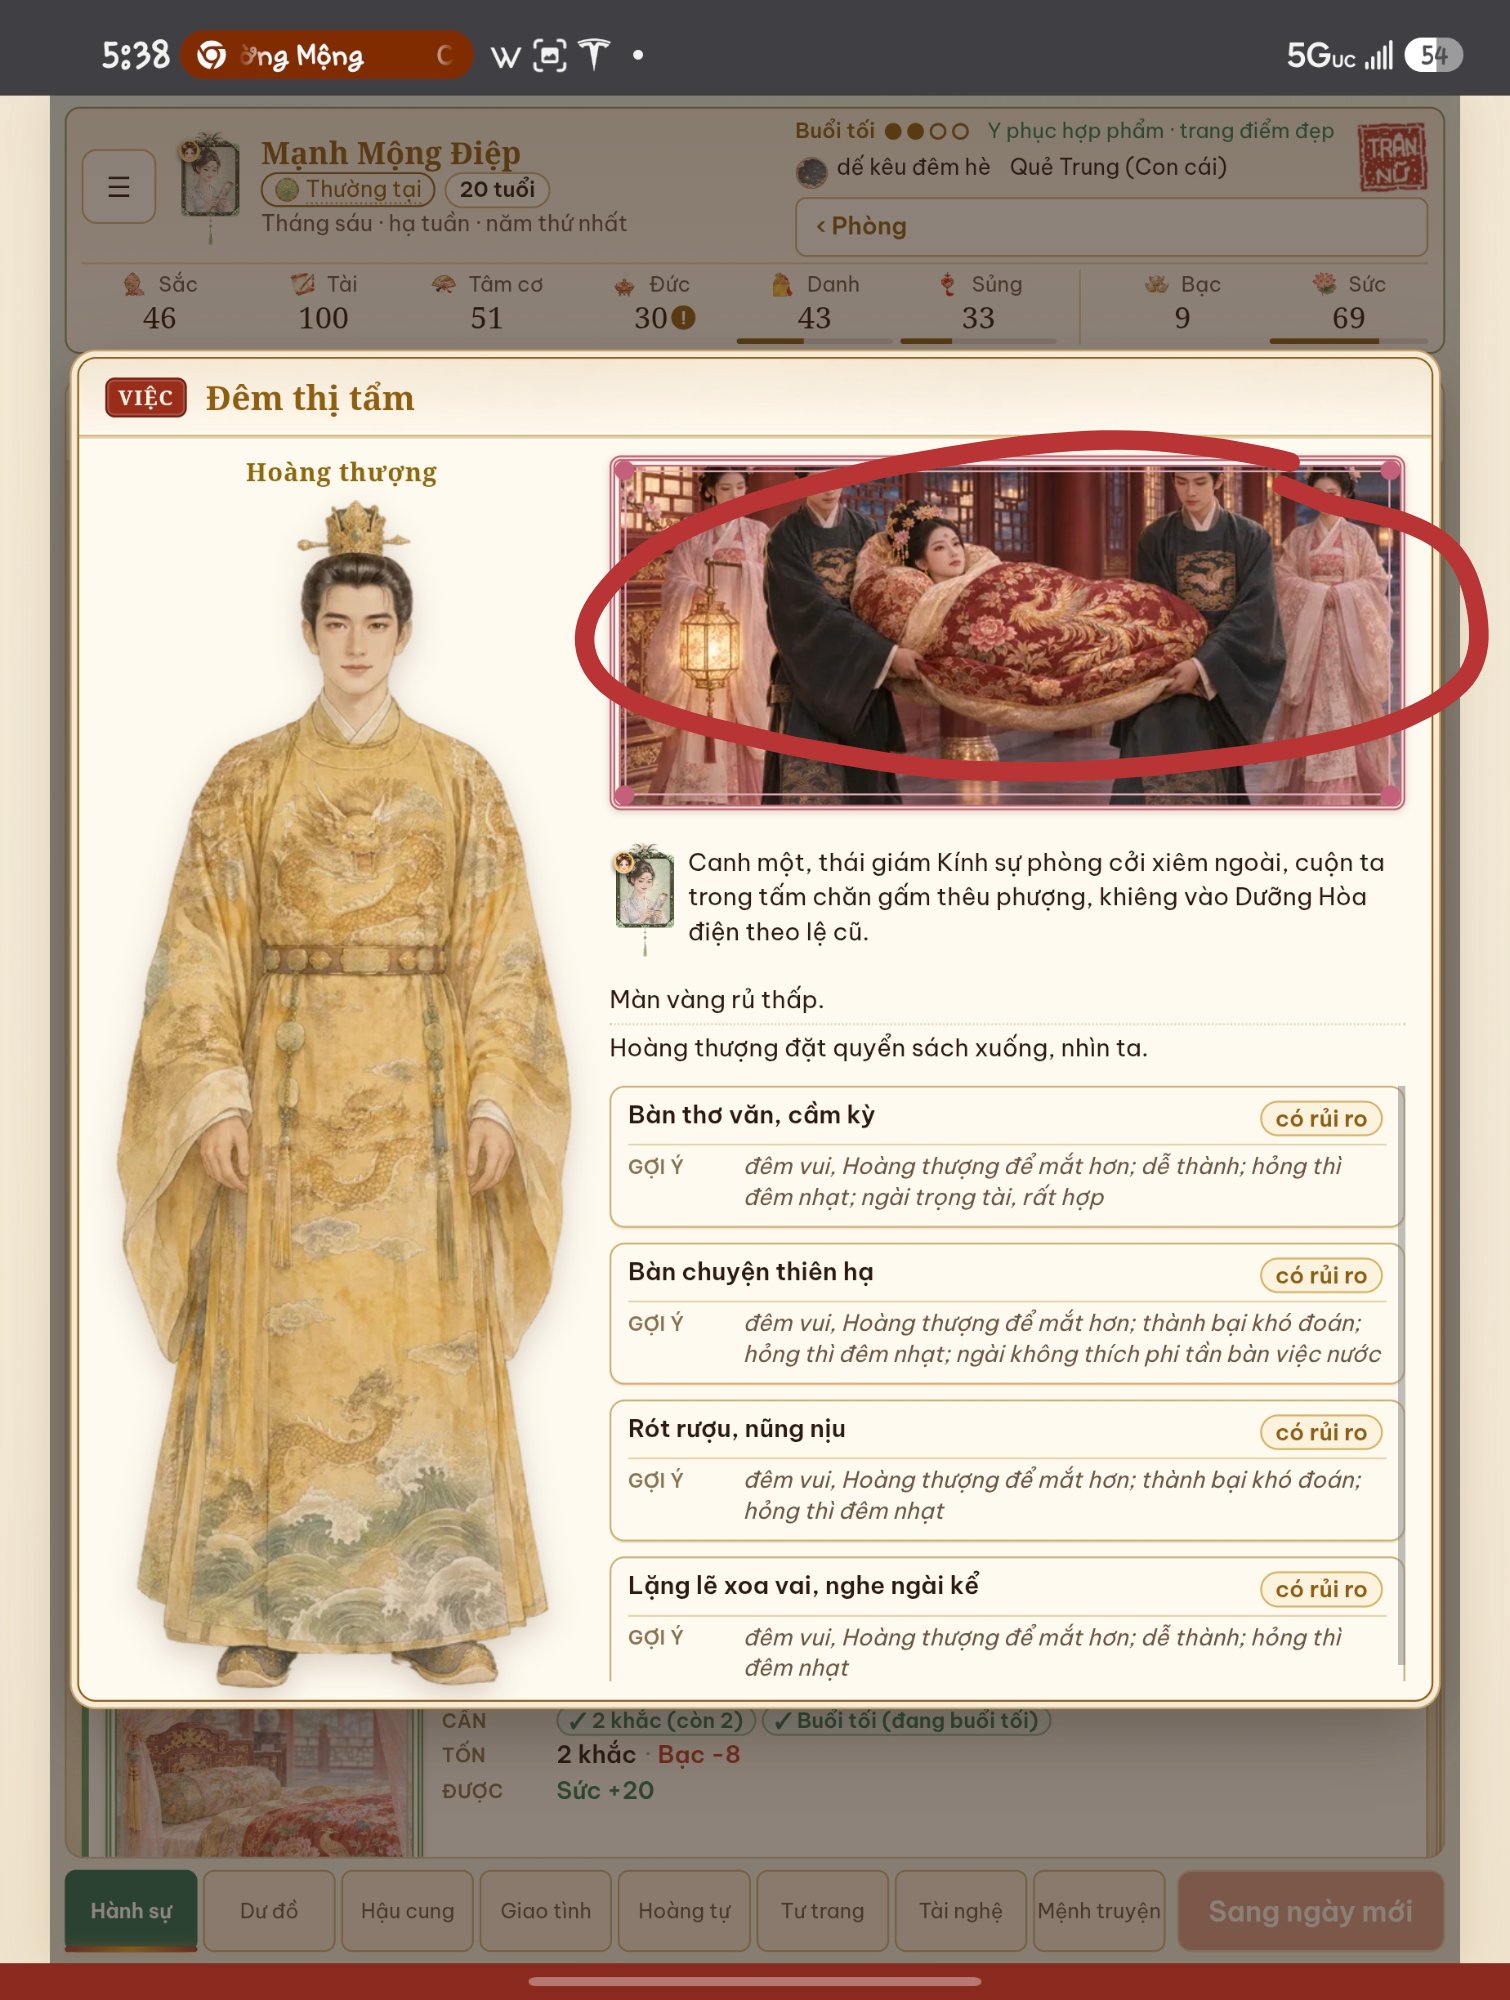 5:38 ờng Mộng C
5Guc 54
☰
Mạnh Mộng Điệp
Thường tại 20 tuổi
Tháng sáu · hạ tuần · năm thứ nhất
Buổi tối Y phục hợp phẩm · trang điểm đẹp
dế kêu đêm hè Quẻ Trung (Con cái)
‹ Phòng
TRÂN
NỮ
Sắc Tài Tâm cơ Đức Danh Sủng Bạc Sức
46 100 51 30 ! 43 33 9 69
VIỆC Đêm thị tẩm
Hoàng thượng
Canh một, thái giám Kính sự phòng cởi xiêm ngoài, cuộn ta
trong tấm chăn gấm thêu phượng, khiêng vào Dưỡng Hòa
điện theo lệ cũ.
Màn vàng rủ thấp.
Hoàng thượng đặt quyển sách xuống, nhìn ta.
Bàn thơ văn, cầm kỳ có rủi ro
GỢI Ý đêm vui, Hoàng thượng để mắt hơn; dễ thành; hỏng thì
đêm nhạt; ngài trọng tài, rất hợp
Bàn chuyện thiên hạ có rủi ro
GỢI Ý đêm vui, Hoàng thượng để mắt hơn; thành bại khó đoán;
hỏng thì đêm nhạt; ngài không thích phi tần bàn việc nước
Rót rượu, nũng nịu có rủi ro
GỢI Ý đêm vui, Hoàng thượng để mắt hơn; thành bại khó đoán;
hỏng thì đêm nhạt
Lặng lẽ xoa vai, nghe ngài kể có rủi ro
GỢI Ý đêm vui, Hoàng thượng để mắt hơn; dễ thành; hỏng thì
đêm nhạt
CẦN ✓ 2 khắc (còn 2) ✓ Buổi tối (đang buổi tối)
TỐN 2 khắc · Bạc -8
ĐƯỢC Sức +20
Hành sự Dư đồ Hậu cung Giao tình Hoàng tự Tư trang Tài nghệ Mệnh truyện Sang ngày mới